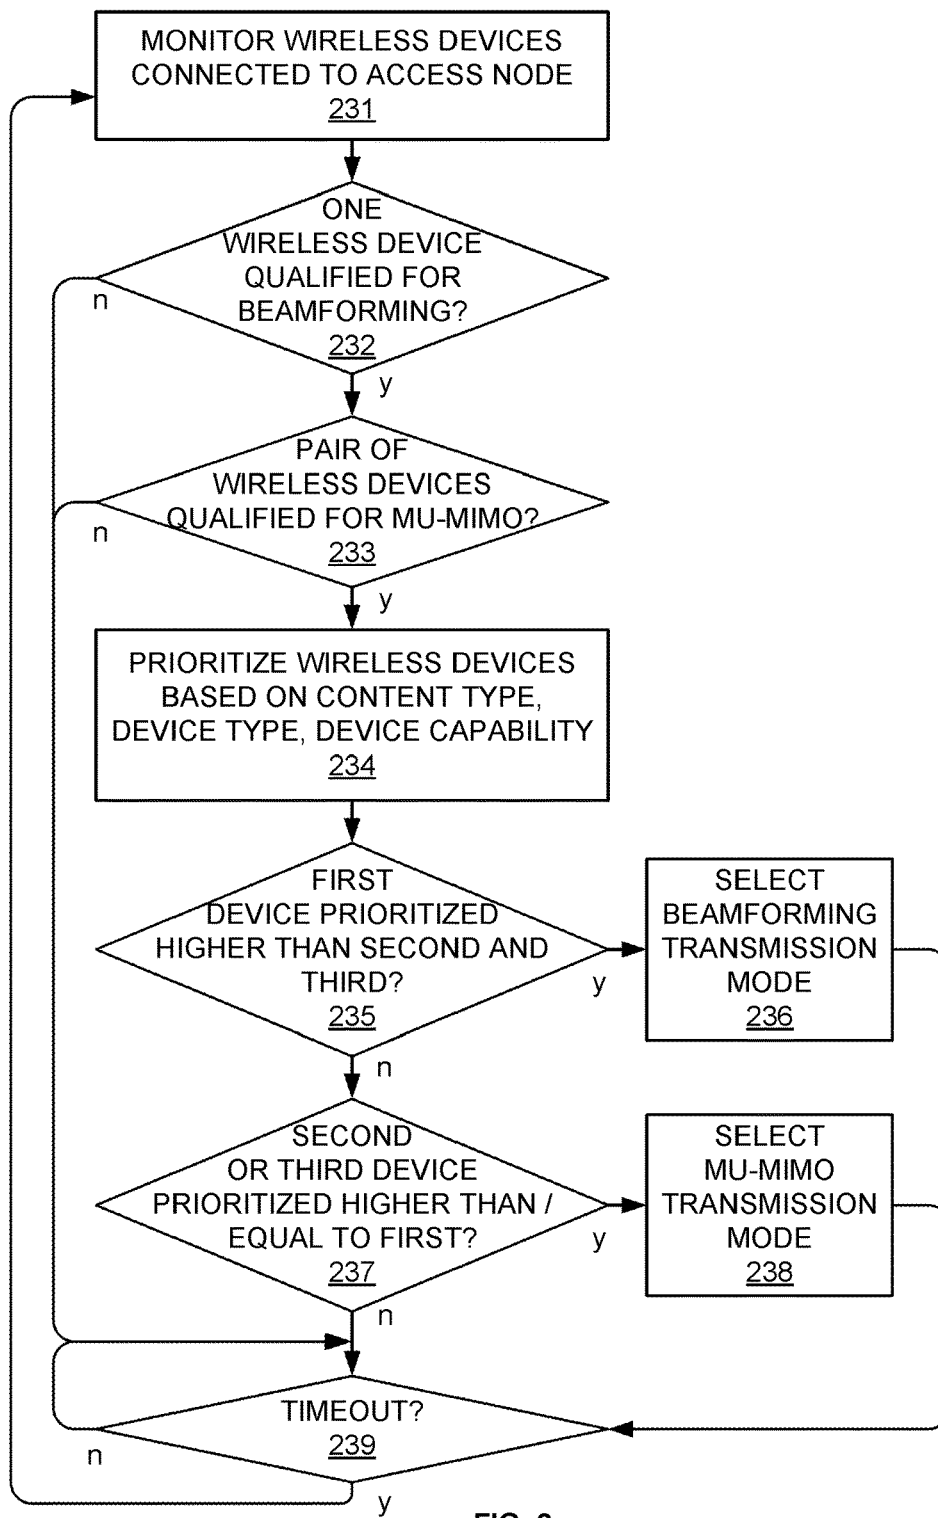 MONITOR WIRELESS DEVICES
CONNECTED TO ACCESS NODE
231
ONE
WIRELESS DEVICE
QUALIFIED FOR
BEAMFORMING?
232
n
y
PAIR OF
WIRELESS DEVICES
QUALIFIED FOR MU-MIMO?
233
n
y
PRIORITIZE WIRELESS DEVICES
BASED ON CONTENT TYPE,
DEVICE TYPE, DEVICE CAPABILITY
234
FIRST
DEVICE PRIORITIZED
HIGHER THAN SECOND AND
THIRD?
235
y
n
SELECT
BEAMFORMING
TRANSMISSION
MODE
236
SECOND
OR THIRD DEVICE
PRIORITIZED HIGHER THAN /
EQUAL TO FIRST?
237
y
n
SELECT
MU-MIMO
TRANSMISSION
MODE
238
TIMEOUT?
239
n
y